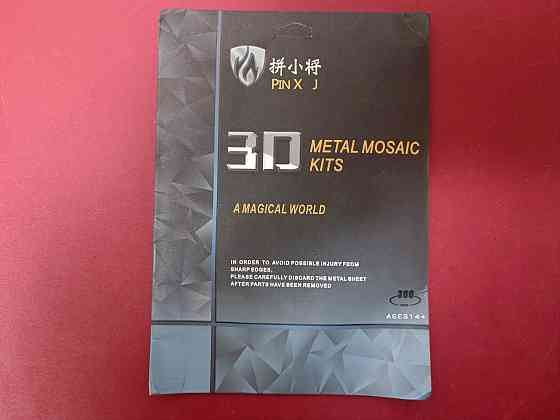 拼小将
PIN X J
3D METAL MOSAIC
KITS
A MAGICAL WORLD
IN ORDER TO AVOID POSSIBLE INJURY FROM
SHARP EDGES,
PLEASE CAREFULLY DISCARD THE METAL SHEET
AFTER PARTS HAVE BEEN REMOVED
AGES14+